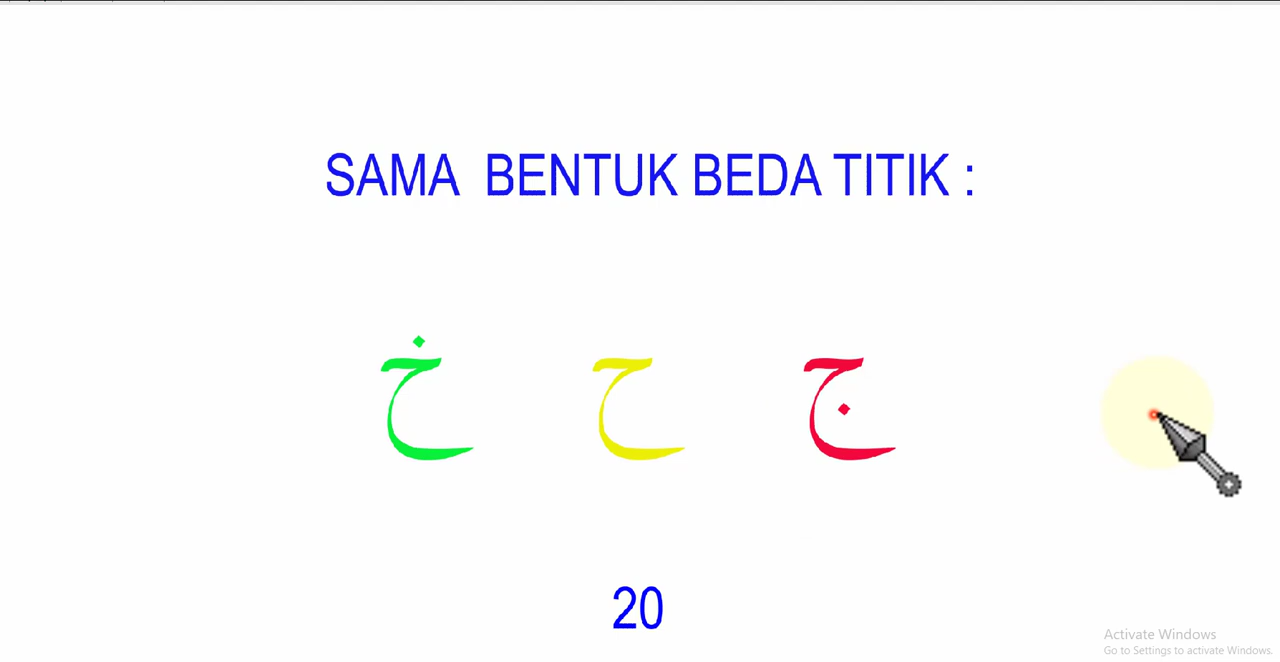 SAMA BENTUK BEDA TITIK :
ج ح خ
20
Activate Windows
Go to Settings to activate Windows.